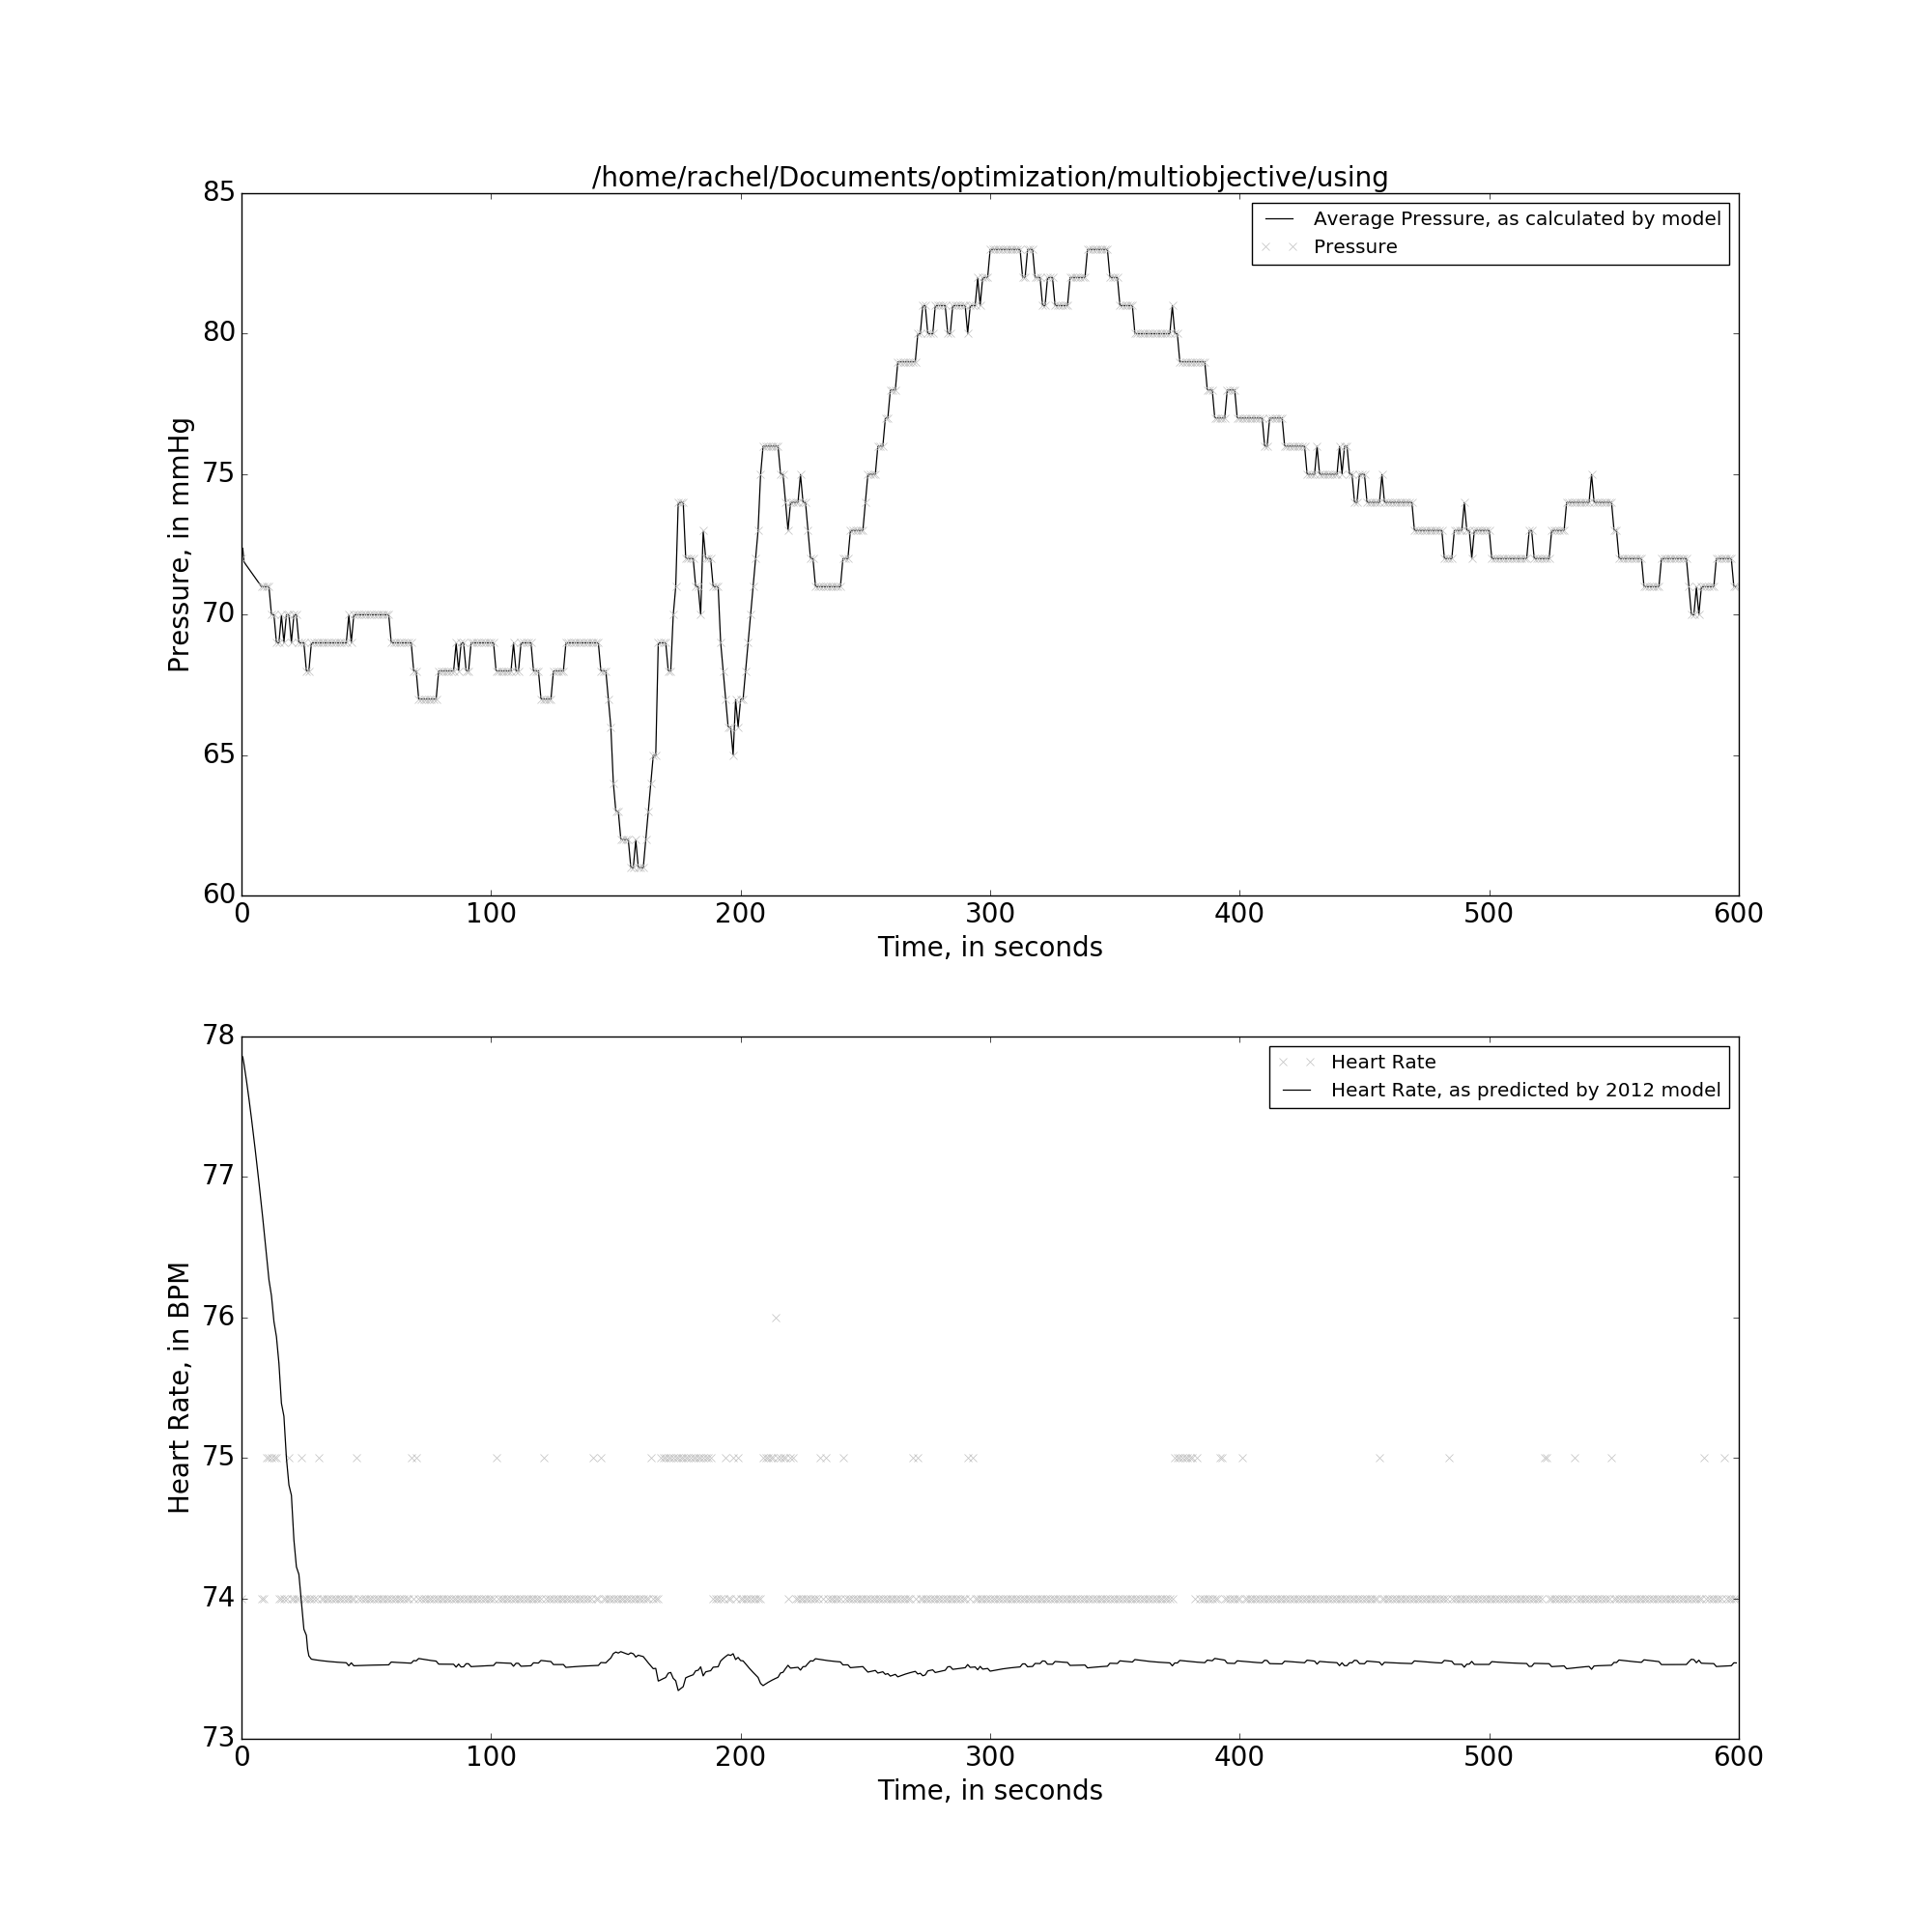 /home/rachel/Documents/optimization/multiobjective/using
85
80
75
70
65
60
Pressure, in mmHg
Average Pressure, as calculated by model
Pressure
0 100 200 300 400 500 600
Time, in seconds
78
77
76
75
74
73
Heart Rate, in BPM
Heart Rate
Heart Rate, as predicted by 2012 model
0 100 200 300 400 500 600
Time, in seconds